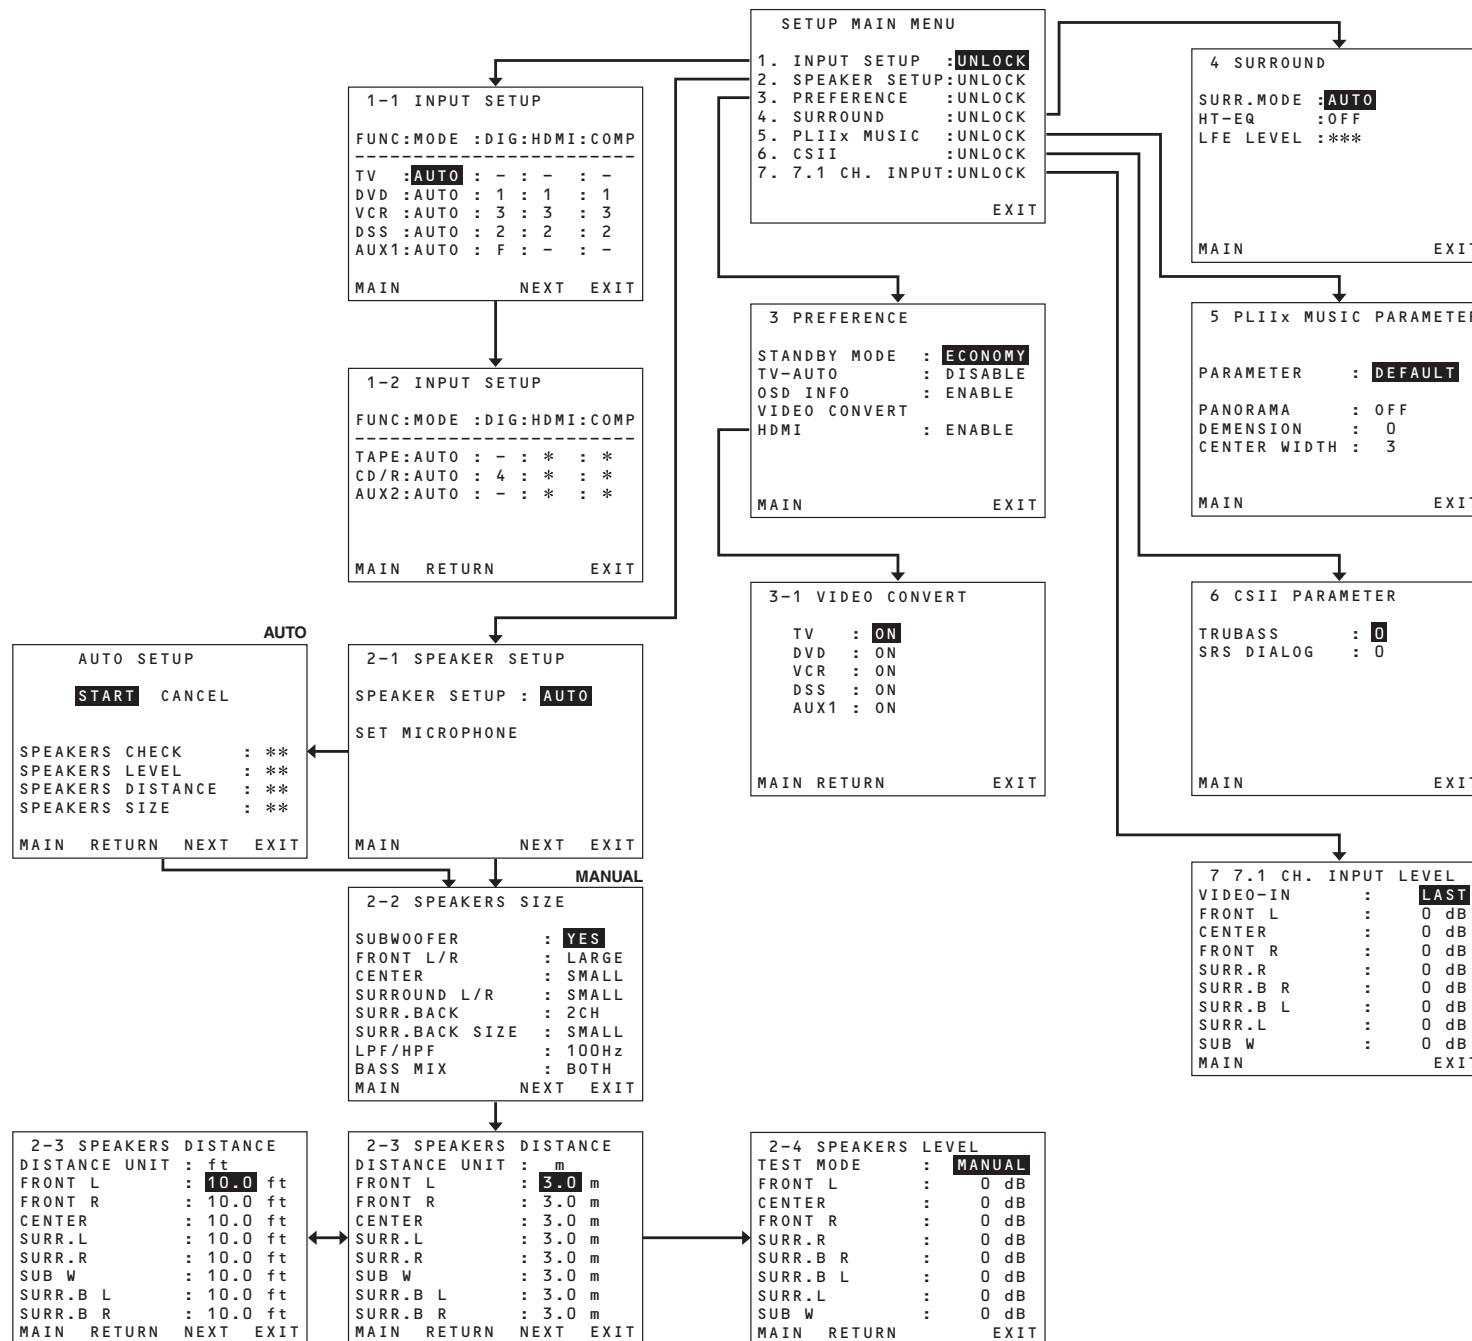 SETUP MAIN MENU
1. INPUT SETUP :UNLOCK
2. SPEAKER SETUP:UNLOCK
3. PREFERENCE :UNLOCK
4. SURROUND :UNLOCK
5. PLIIx MUSIC :UNLOCK
6. CSII :UNLOCK
7. 7.1 CH. INPUT:UNLOCK
EXIT
1-1 INPUT SETUP
FUNC:MODE :DIG:HDMI:COMP
------------------------
TV :AUTO : - : - : -
DVD :AUTO : 1 : 1 : 1
VCR :AUTO : 3 : 3 : 3
DSS :AUTO : 2 : 2 : 2
AUX1:AUTO : F : - : -
MAIN NEXT EXIT
1-2 INPUT SETUP
FUNC:MODE :DIG:HDMI:COMP
------------------------
TAPE:AUTO : - : * : *
CD/R:AUTO : 4 : * : *
AUX2:AUTO : - : * : *
MAIN RETURN EXIT
3 PREFERENCE
STANDBY MODE : ECONOMY
TV-AUTO : DISABLE
OSD INFO : ENABLE
VIDEO CONVERT
HDMI : ENABLE
MAIN EXIT
3-1 VIDEO CONVERT
TV : ON
DVD : ON
VCR : ON
DSS : ON
AUX1 : ON
MAIN RETURN EXIT
4 SURROUND
SURR.MODE :AUTO
HT-EQ :OFF
LFE LEVEL :***
MAIN EXIT
5 PLIIx MUSIC PARAMETER
PARAMETER : DEFAULT
PANORAMA : OFF
DEMENSION : 0
CENTER WIDTH : 3
MAIN EXIT
6 CSII PARAMETER
TRUBASS : 0
SRS DIALOG : 0
MAIN EXIT
7 7.1 CH. INPUT LEVEL
VIDEO-IN : LAST
FRONT L : 0 dB
CENTER : 0 dB
FRONT R : 0 dB
SURR.R : 0 dB
SURR.B R : 0 dB
SURR.B L : 0 dB
SURR.L : 0 dB
SUB W : 0 dB
MAIN EXIT
AUTO
AUTO SETUP
START CANCEL
SPEAKERS CHECK : **
SPEAKERS LEVEL : **
SPEAKERS DISTANCE : **
SPEAKERS SIZE : **
MAIN RETURN NEXT EXIT
2-1 SPEAKER SETUP
SPEAKER SETUP : AUTO
SET MICROPHONE
MAIN NEXT EXIT
MANUAL
2-2 SPEAKERS SIZE
SUBWOOFER : YES
FRONT L/R : LARGE
CENTER : SMALL
SURROUND L/R : SMALL
SURR.BACK : 2CH
SURR.BACK SIZE : SMALL
LPF/HPF : 100Hz
BASS MIX : BOTH
MAIN NEXT EXIT
2-3 SPEAKERS DISTANCE
DISTANCE UNIT : ft
FRONT L : 10.0 ft
FRONT R : 10.0 ft
CENTER : 10.0 ft
SURR.L : 10.0 ft
SURR.R : 10.0 ft
SUB W : 10.0 ft
SURR.B L : 10.0 ft
SURR.B R : 10.0 ft
MAIN RETURN NEXT EXIT
2-3 SPEAKERS DISTANCE
DISTANCE UNIT : m
FRONT L : 3.0 m
FRONT R : 3.0 m
CENTER : 3.0 m
SURR.L : 3.0 m
SURR.R : 3.0 m
SUB W : 3.0 m
SURR.B L : 3.0 m
SURR.B R : 3.0 m
MAIN RETURN NEXT EXIT
2-4 SPEAKERS LEVEL
TEST MODE : MANUAL
FRONT L : 0 dB
CENTER : 0 dB
FRONT R : 0 dB
SURR.R : 0 dB
SURR.B R : 0 dB
SURR.B L : 0 dB
SURR.L : 0 dB
SUB W : 0 dB
MAIN RETURN EXIT